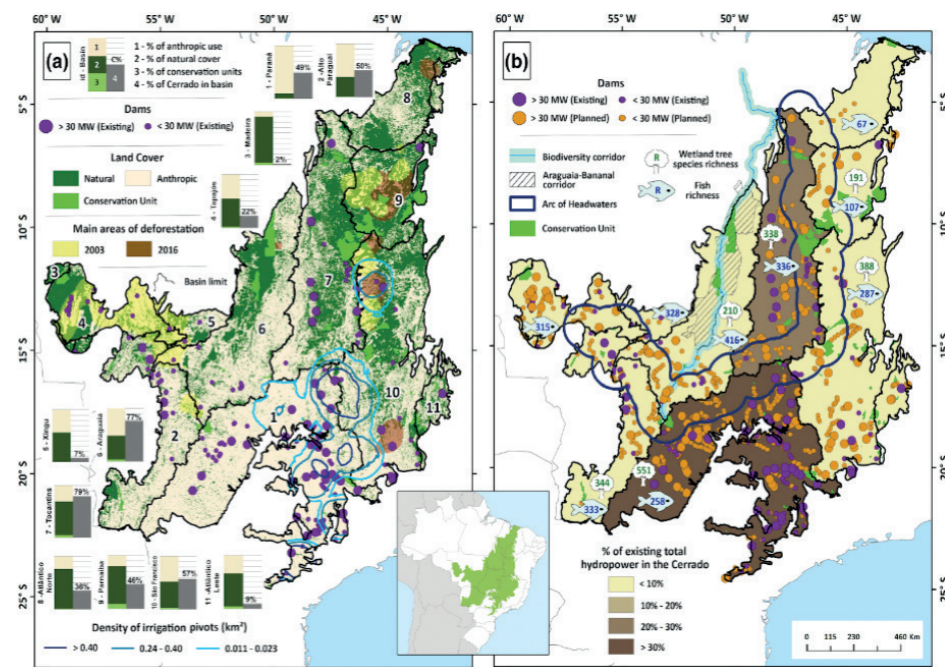 60° W
55° W
50° W
45° W
(a)
id - Basin
1
2
3
C%
4
1 - % of anthropic use
2 - % of natural cover
3 - % of conservation units
4 - % of Cerrado in basin
1 - Paraná
49%
2 - Alto
Paraguai
50%
Dams
> 30 MW (Existing)
< 30 MW (Existing)
3 - Madeira
2%
Land Cover
Natural
Anthropic
Conservation Unit
4 - Tapajós
22%
Main areas of deforestation
2003
2016
Basin limit
5° S
10° S
15° S
20° S
25° S
1
2
3
4
5
6
7
8
9
10
11
5 - Xingu
7%
6 - Araguaia
77%
7 - Tocantins
79%
8 - Atlântico
Norte
38%
9 - Parnaíba
46%
10 - São Francisco
57%
11 - Atlântico
Leste
9%
Density of irrigation pivots (km²)
> 0.40
0.24 - 0.40
0.011 - 0.023
60° W
55° W
50° W
45° W
(b)
Dams
> 30 MW (Existing)
< 30 MW (Existing)
> 30 MW (Planned)
< 30 MW (Planned)
Biodiversity corridor
Araguaia-Bananal
corridor
Arc of Headwaters
Conservation Unit
R
Wetland tree
species richness
R
Fish
richness
67
191
107
338
336
388
287
328
210
416
315
551
344
258
333
5° S
10° S
15° S
20° S
25° S
% of existing total
hydropower in the Cerrado
< 10%
10% - 20%
20% - 30%
> 30%
0
115
230
460 Km